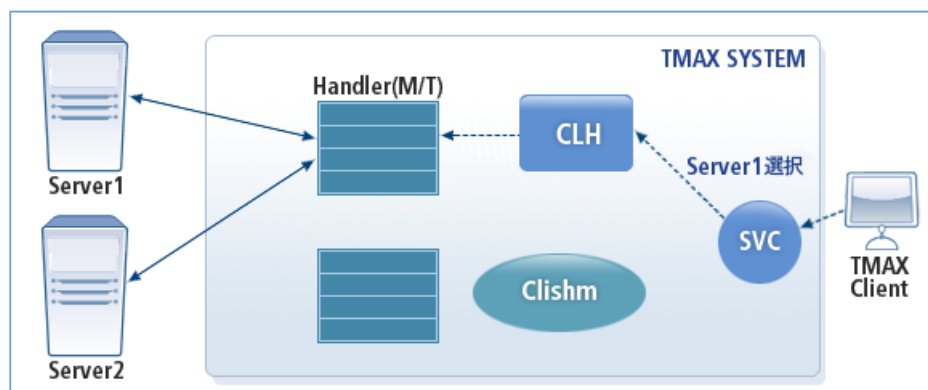 TMAX SYSTEM
Handler(M/T)
CLH
Server1
Server1選択
SVC
TMAX
Client
Clishm
Server2